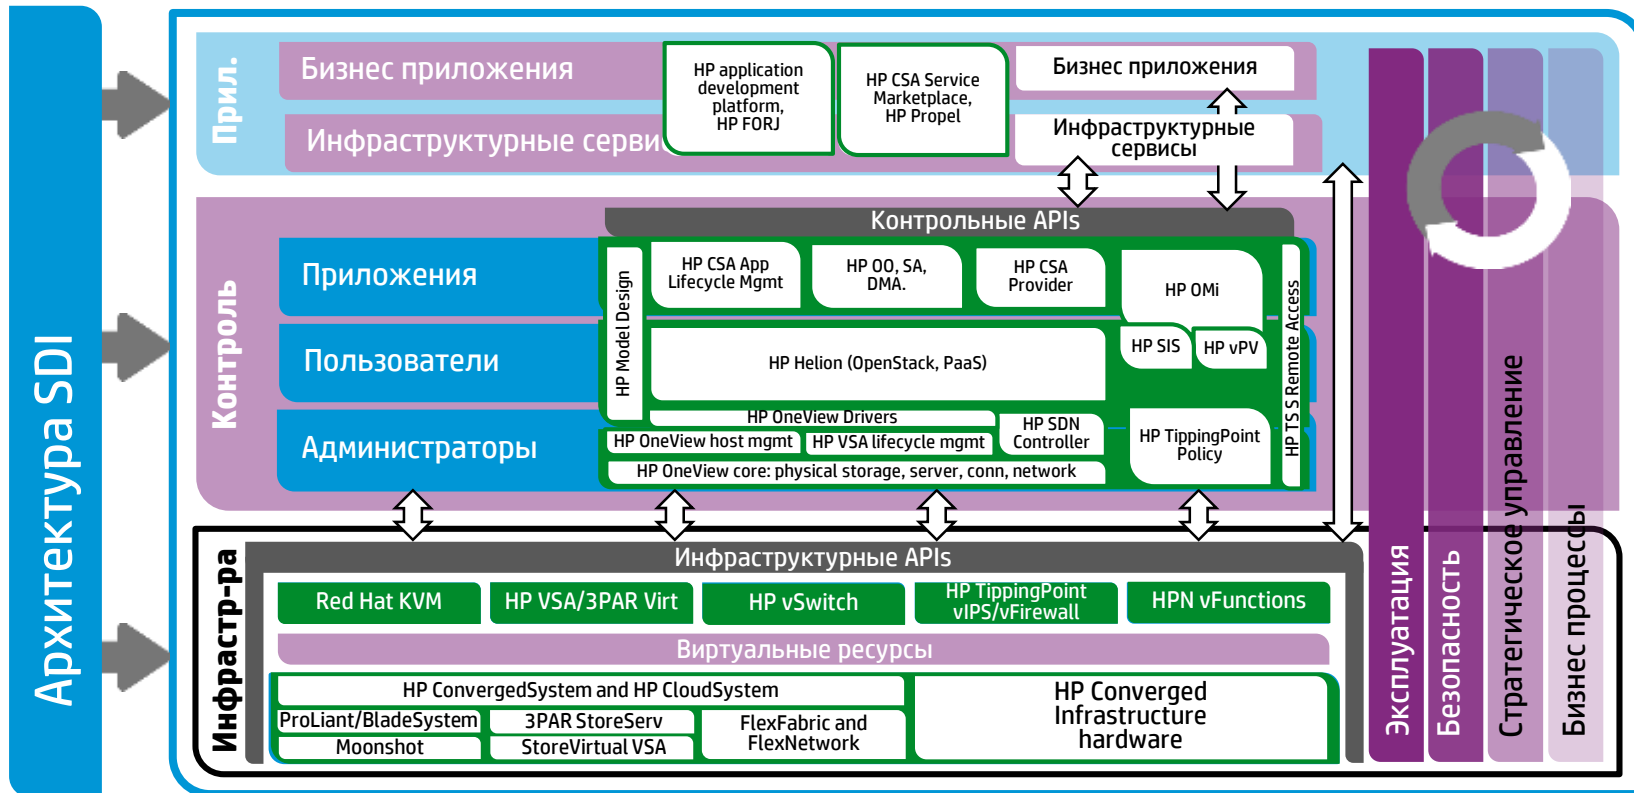 Архитектура SDI
Прил.
Бизнес приложения
Инфраструктурные серви
HP application
development
platform,
HP FORJ
HP CSA Service
Marketplace,
HP Propel
Бизнес приложения
Инфраструктурные
сервисы
Контроль
Контрольные APIs
Приложения
Пользователи
Администраторы
HP Model Design
HP CSA App
Lifecycle Mgmt
HP OO, SA,
DMA.
HP CSA
Provider
HP OMi
HP SIS
HP vPV
HP Helion (OpenStack, PaaS)
HP OneView Drivers
HP OneView host mgmt
HP VSA lifecycle mgmt
HP SDN
Controller
HP OneView core: physical storage, server, conn, network
HP TippingPoint
Policy
HP T S S Remote Access
Инфрастр-ра
Инфраструктурные APIs
Red Hat KVM
HP VSA/3PAR Virt
HP vSwitch
HP TippingPoint
vIPS/vFirewall
HPN vFunctions
Виртуальные ресурсы
HP ConvergedSystem and HP CloudSystem
ProLiant/BladeSystem
Moonshot
3PAR StoreServ
StoreVirtual VSA
FlexFabric and
FlexNetwork
HP Converged
Infrastructure
hardware
Эксплуатация
Безопасность
Стратегическое управление
Бизнес процессы